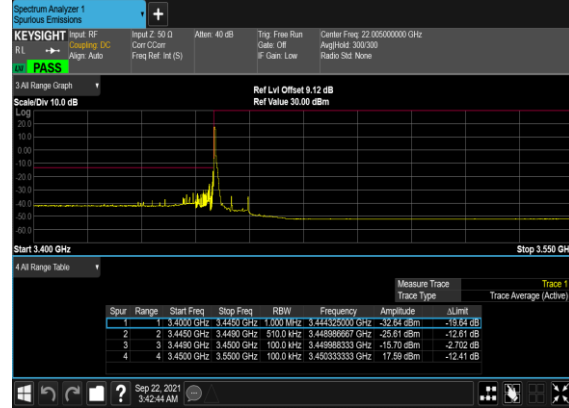 Spectrum Analyzer 1
Spurious Emissions
+
KEYSIGHT Input: RF Input Z: 50 Ω Atten: 40 dB Trig: Free Run Center Freq: 22.005000000 GHz
R L Coupling: DC Corr CCorr Gate: Off Avg|Hold: 300/300
Align: Auto Freq Ref: Int (S) IF Gain: Low Radio Std: None
PASS
3 All Range Graph
Ref Lvl Offset 9.12 dB
Scale/Div 10.0 dB Ref Value 30.00 dBm
Log
20.0
10.0
0.00
-10.0
-20.0
-30.0
-40.0
-50.0
-60.0
Start 3.400 GHz Stop 3.550 GHz
4 All Range Table
Measure Trace Trace 1
Trace Type Trace Average (Active)
Spur Range Start Freq Stop Freq RBW Frequency Amplitude ΔLimit
1 1 3.4000 GHz 3.4450 GHz 1.000 MHz 3.444325000 GHz -32.64 dBm -19.64 dB
2 2 3.4450 GHz 3.4490 GHz 510.0 kHz 3.448986667 GHz -25.61 dBm -12.61 dB
3 3 3.4490 GHz 3.4500 GHz 100.0 kHz 3.449988333 GHz -15.70 dBm -2.702 dB
4 4 3.4500 GHz 3.5500 GHz 100.0 kHz 3.450333333 GHz 17.59 dBm -12.41 dB
? Sep 22, 2021
3:42:44 AM